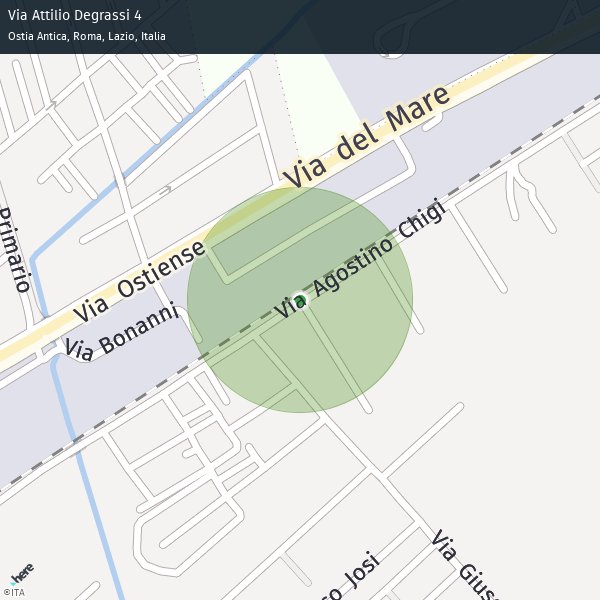 Via Attilio Degrassi 4
Ostia Antica, Roma, Lazio, Italia
Via del Mare
Primario
Via Ostiense
Via Agostino Chigi
Via Bonanni
Via Gius
so Josi
here
©ITA